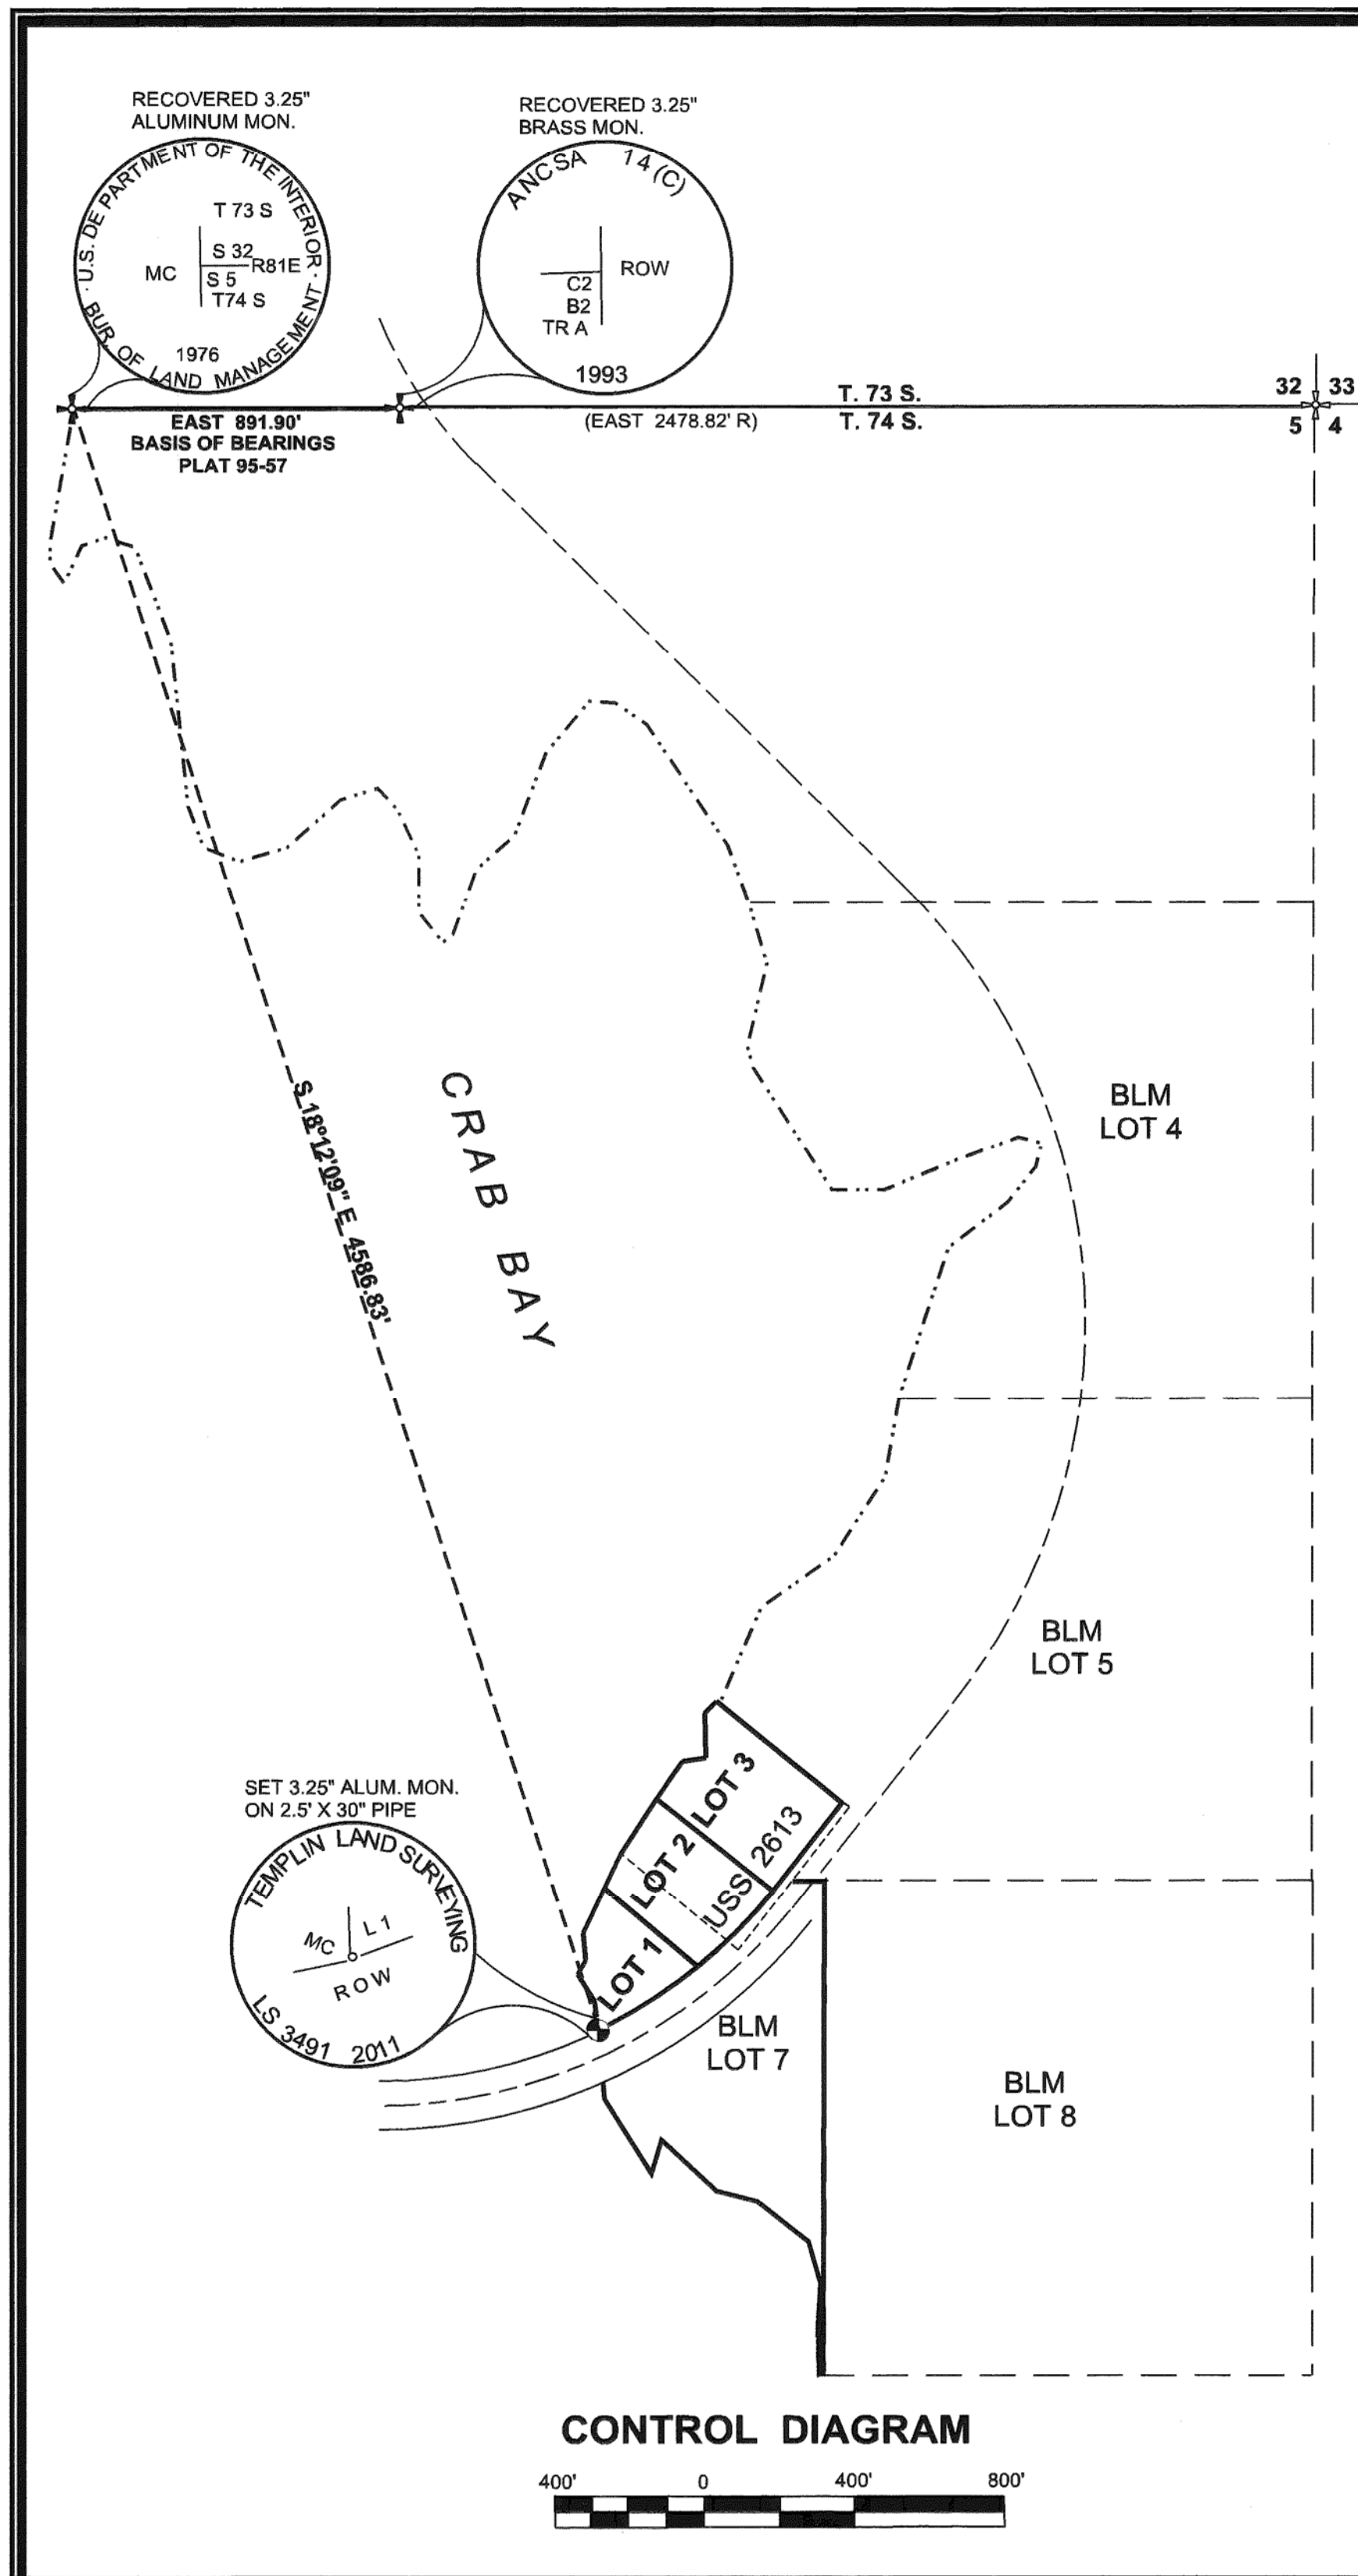 RECOVERED 3.25"
ALUMINUM MON.
U.S. DEPARTMENT OF THE INTERIOR
BUR. OF LAND MANAGEMENT
T 73 S
MC
S 32
R81E
S 5
T74 S
1976
RECOVERED 3.25"
BRASS MON.
ANCSA 14 (C)
ROW
C2
B2
TR A
1993
EAST 891.90'
BASIS OF BEARINGS
PLAT 95-57
(EAST 2478.82' R)
T. 73 S.
T. 74 S.
32 33
5 4
S 18°12'09" E 4586.83'
CRAB BAY
BLM
LOT 4
BLM
LOT 5
LOT 3
LOT 2
USS 2613
LOT 1
SET 3.25" ALUM. MON.
ON 2.5' X 30" PIPE
TEMPLIN LAND SURVEYING
MC
L 1
ROW
LS 3491 2011
BLM
LOT 7
BLM
LOT 8
CONTROL DIAGRAM
400' 0 400' 800'